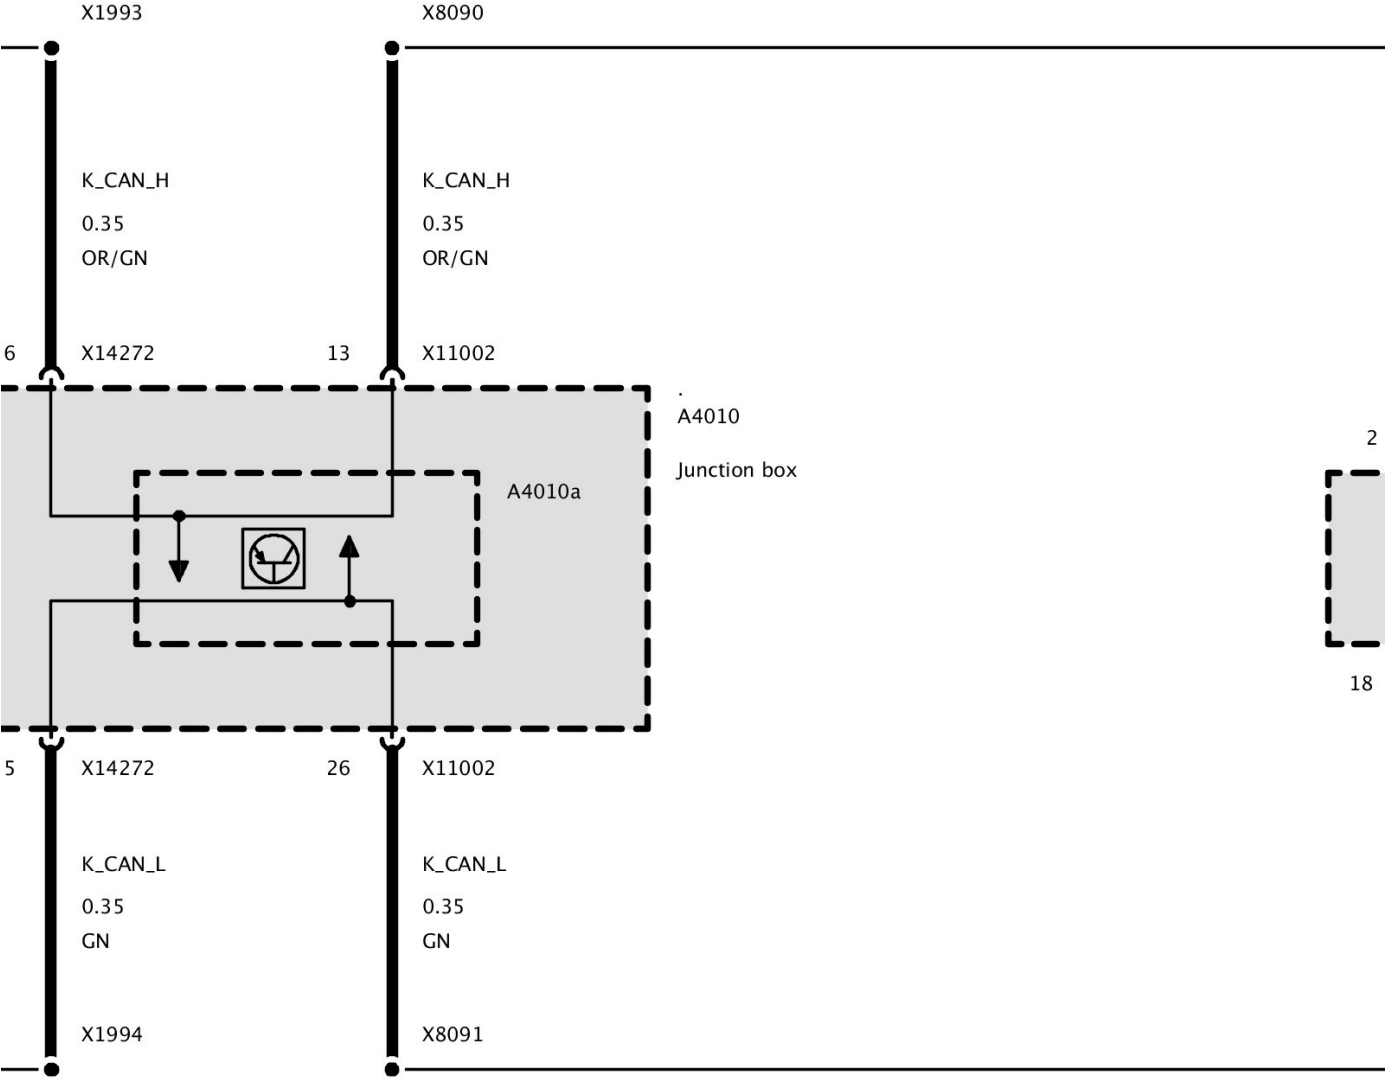 X1993
X8090
K_CAN_H
0.35
OR/GN
K_CAN_H
0.35
OR/GN
6
X14272
13
X11002
.
A4010
Junction box
A4010a
2
18
5
X14272
26
X11002
K_CAN_L
0.35
GN
K_CAN_L
0.35
GN
X1994
X8091